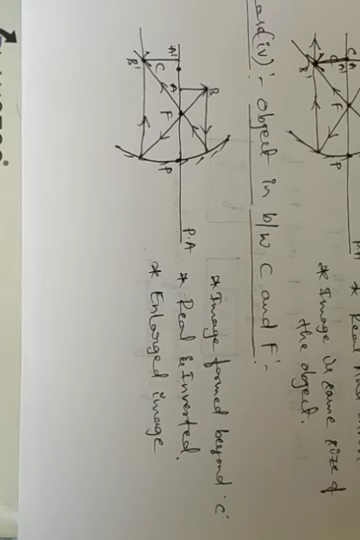 * Image is same size of
the object.
(iv) :- object in b/w C and F :-
* Image formed beyond 'C'
* Real & Inverted.
* Enlarged image
C
F
P
B
A
F
P
C
A'
B'
P.A